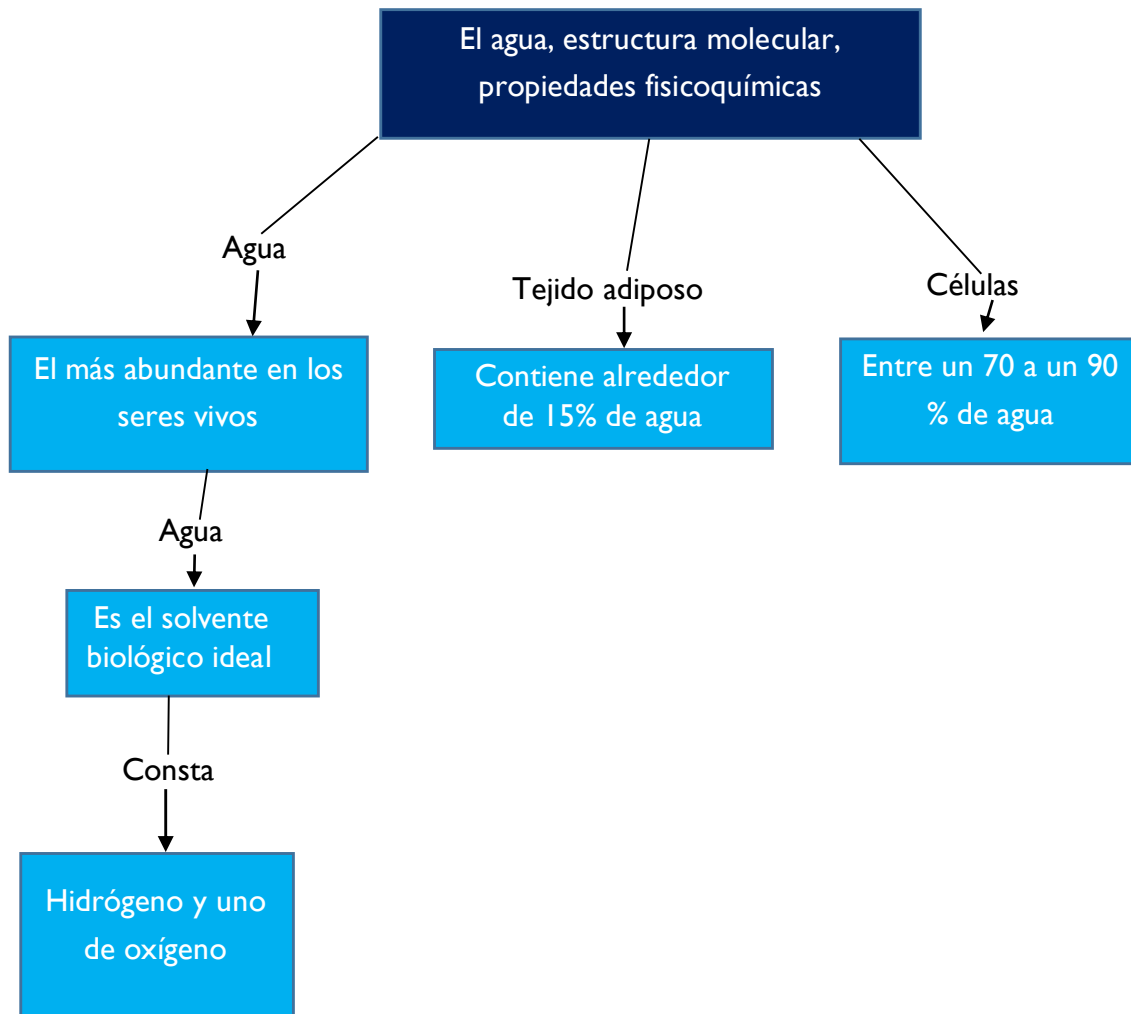 El agua, estructura molecular,
propiedades fisicoquímicas
Agua
Tejido adiposo
Células
El más abundante en los
seres vivos
Contiene alrededor
de 15% de agua
Entre un 70 a un 90
% de agua
Agua
Es el solvente
biológico ideal
Consta
Hidrógeno y uno
de oxígeno